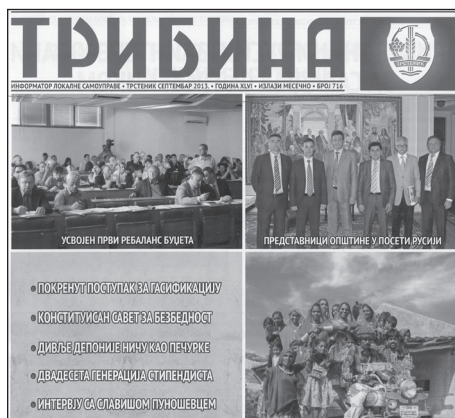 ТРИБИНА
ТРСТЕНИК
ИНФОРМАТОР ЛОКАЛНЕ САМОУПРАВЕ • ТРСТЕНИК СЕПТЕМБАР 2013. • ГОДИНА XLVI • ИЗЛАЗИ МЕСЕЧНО • БРОЈ 716
УСВОЈЕН ПРВИ РЕБАЛАНС БУЏЕТА
ПРЕДСТАВНИЦИ ОПШТИНЕ У ПОСЕТИ РУСИЈИ
• ПОКРЕНУТ ПОСТУПАК ЗА ГАСИФИКАЦИЈУ
• КОНСТИТУИСАН САВЕТ ЗА БЕЗБЕДНОСТ
• ДИВЉЕ ДЕПОНИЈЕ НИЧУ КАО ПЕЧУРКЕ
• ДВАДЕСЕТА ГЕНЕРАЦИЈА СТИПЕНДИСТА
• ИНТЕРВЈУ СА СЛАВИШОМ ПУНОШЕВЦЕМ